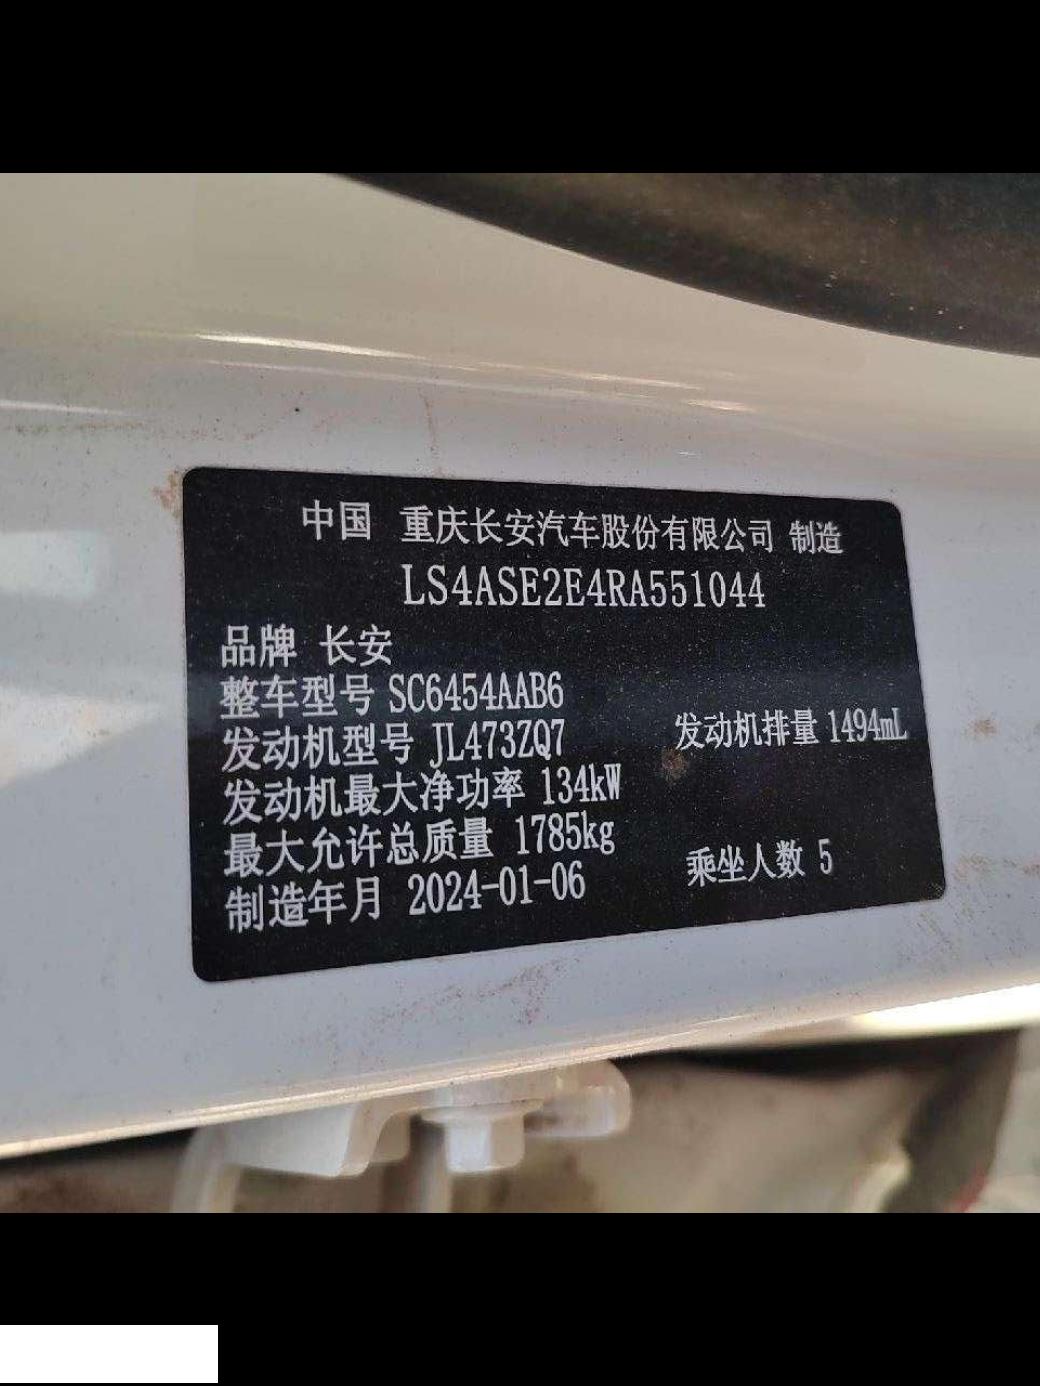 中国 重庆长安汽车股份有限公司 制造
LS4ASE2E4RA551044
品牌 长安
整车型号 SC6454AAB6
发动机型号 JL473ZQ7 发动机排量 1494mL
发动机最大净功率 134kW
最大允许总质量 1785kg
制造年月 2024-01-06 乘坐人数 5